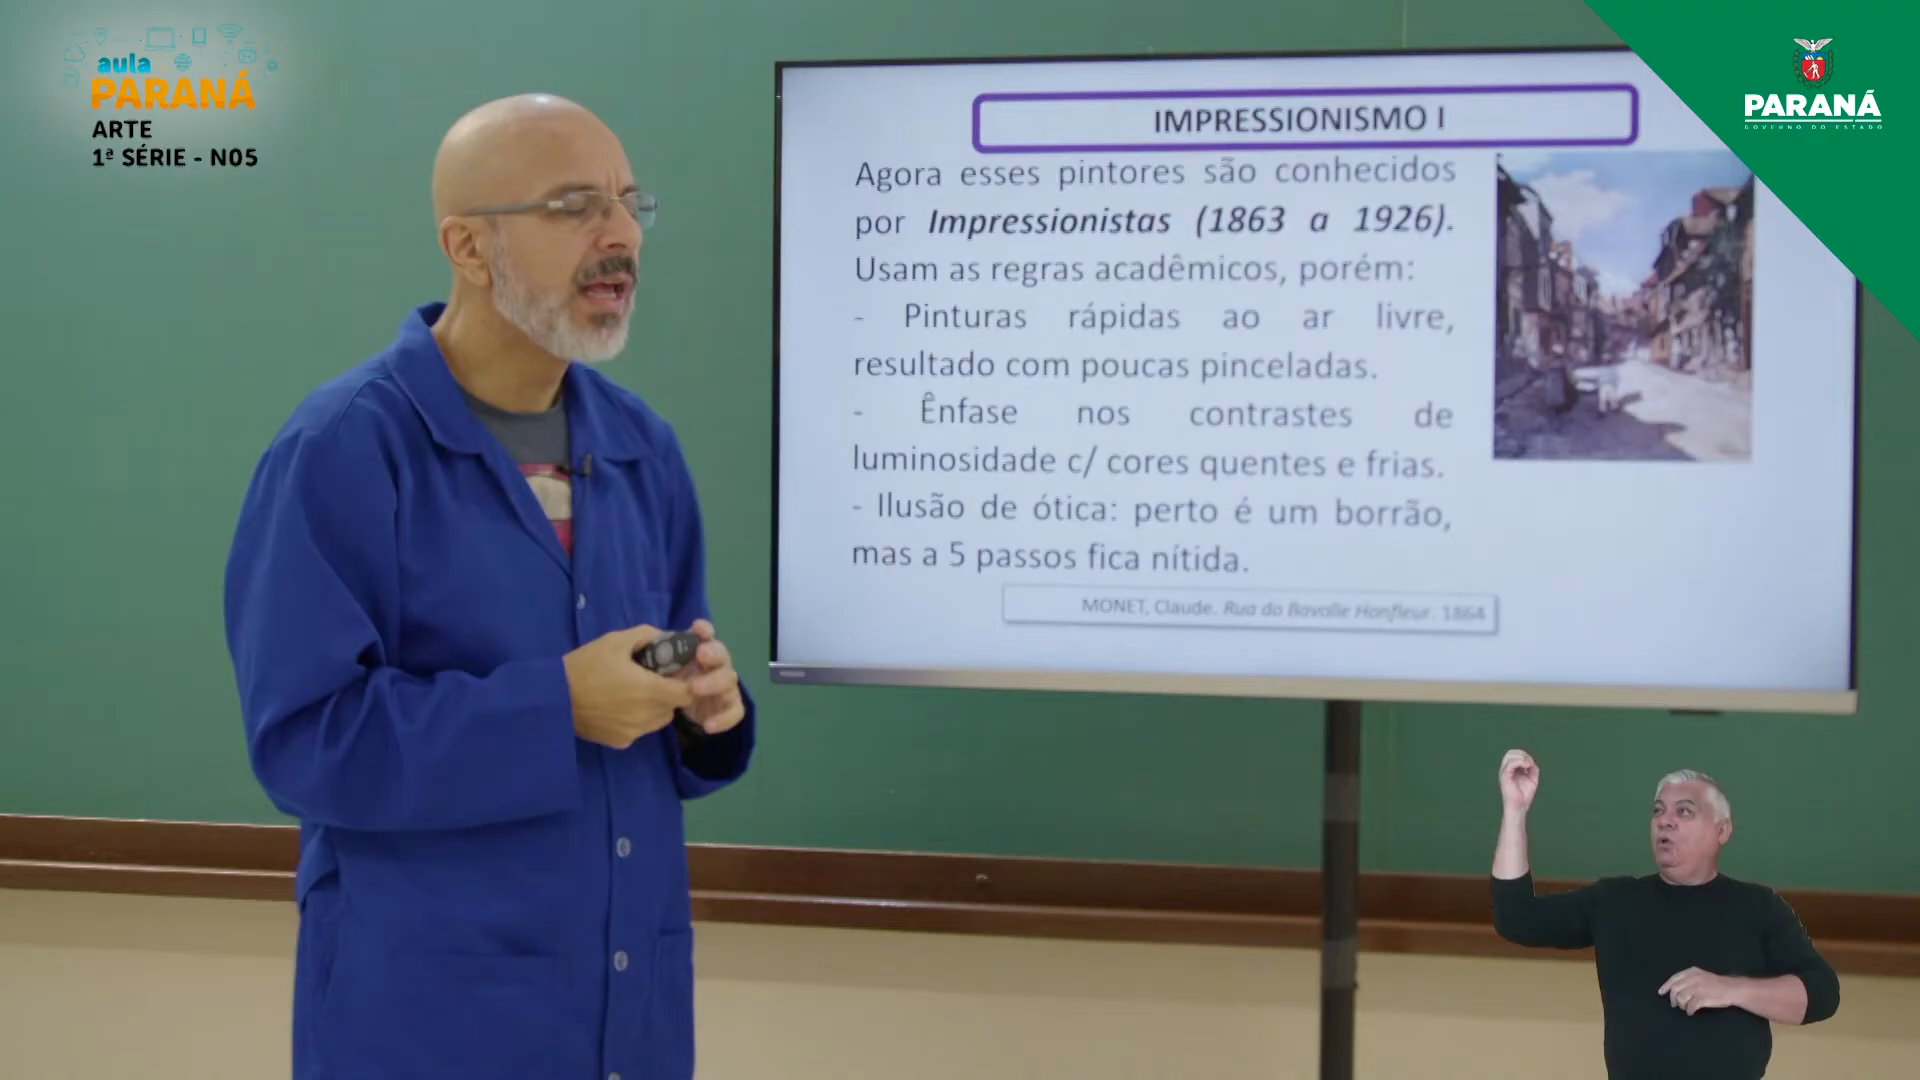 aula
PARANÁ
ARTE
1ª SÉRIE - N05
PARANÁ
GOVERNO DO ESTADO
IMPRESSIONISMO I
Agora esses pintores são conhecidos
por Impressionistas (1863 a 1926).
Usam as regras acadêmicos, porém:
- Pinturas rápidas ao ar livre,
resultado com poucas pinceladas.
- Ênfase nos contrastes de
luminosidade c/ cores quentes e frias.
- Ilusão de ótica: perto é um borrão,
mas a 5 passos fica nítida.
MONET, Claude. Rua do Bavolle Honfleur. 1864